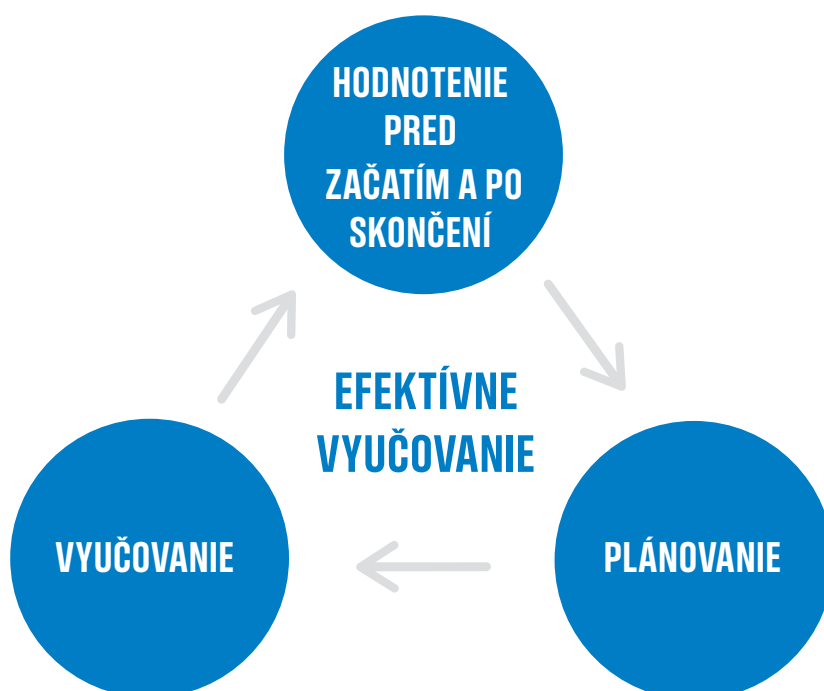 HODNOTENIE
PRED
ZAČATÍM A PO
SKONČENÍ
EFEKTÍVNE
VYUČOVANIE
VYUČOVANIE
PLÁNOVANIE